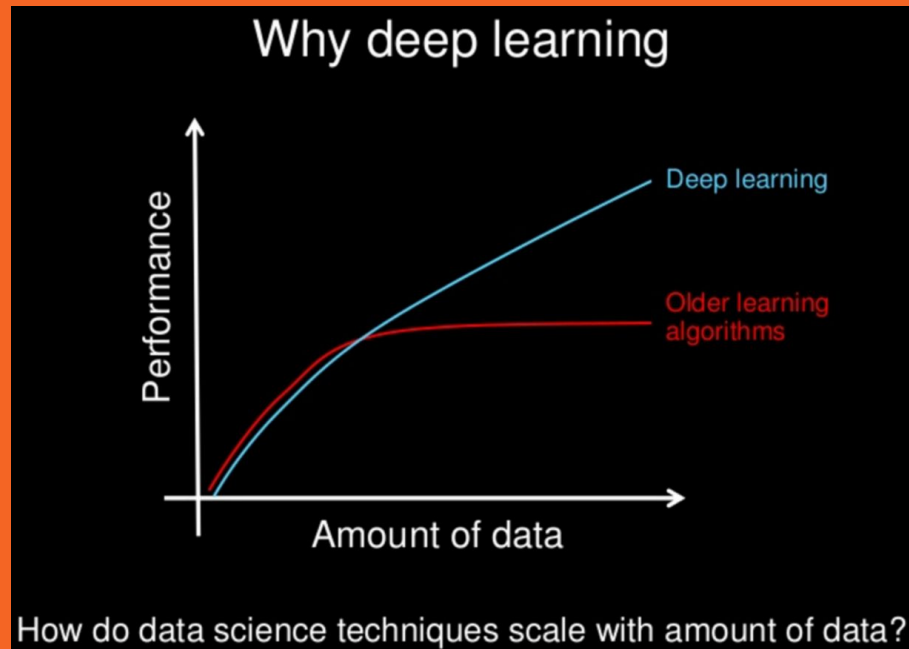 Why deep learning
Performance
Deep learning
Older learning
algorithms
Amount of data
How do data science techniques scale with amount of data?